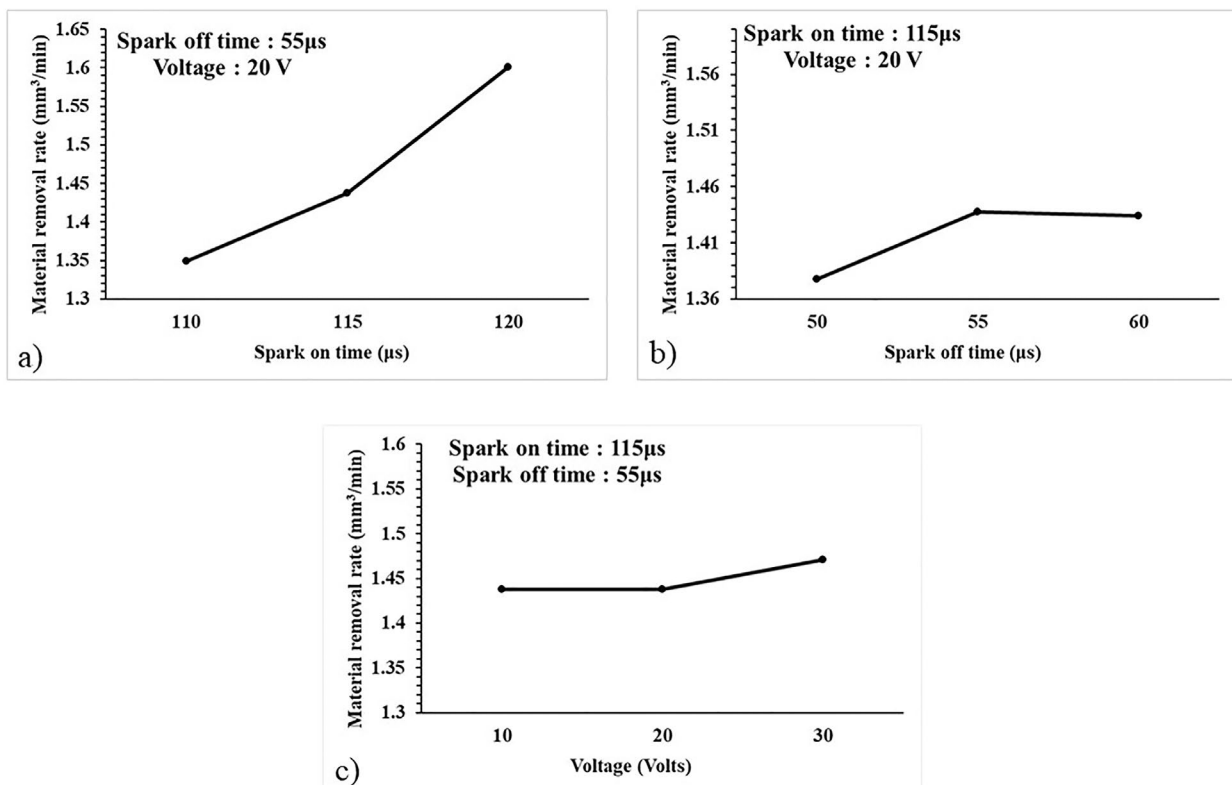 Material removal rate (mm³/min)
1.65
1.6
1.55
1.5
1.45
1.4
1.35
1.3
Spark off time : 55μs
Voltage : 20 V
110 115 120
Spark on time (μs)
a)
Material removal rate (mm³/min)
1.56
1.51
1.46
1.41
1.36
Spark on time : 115μs
Voltage : 20 V
50 55 60
Spark off time (μs)
b)
Material removal rate (mm³/min)
1.6
1.55
1.5
1.45
1.4
1.35
1.3
Spark on time : 115μs
Spark off time : 55μs
10 20 30
Voltage (Volts)
c)